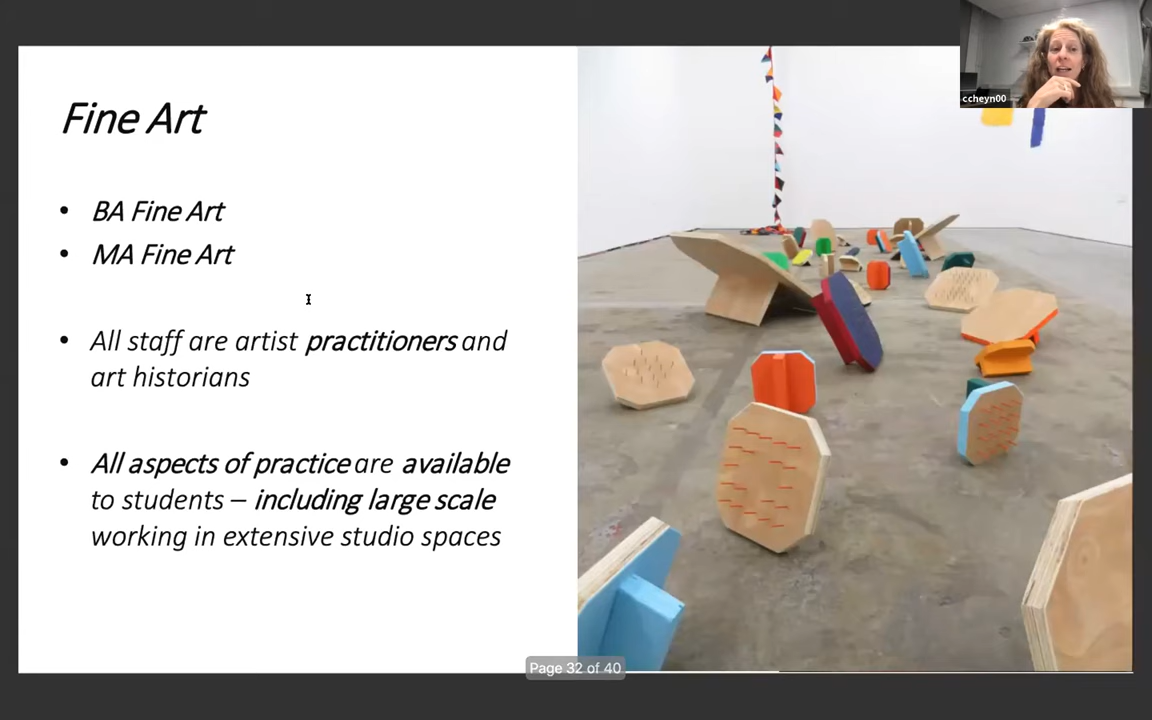 ccheyn00
Fine Art
• BA Fine Art
• MA Fine Art
• All staff are artist practitioners and
art historians
• All aspects of practice are available
to students – including large scale
working in extensive studio spaces
Page 32 of 40